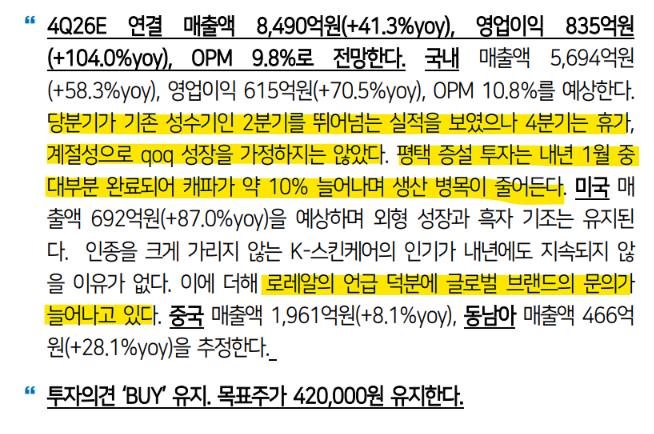 “ 4Q26E 연결 매출액 8,490억원(+41.3%yoy), 영업이익 835억원
(+104.0%yoy), OPM 9.8%로 전망한다. 국내 매출액 5,694억원
(+58.3%yoy), 영업이익 615억원(+70.5%yoy), OPM 10.8%를 예상한다.
당분기가 기존 성수기인 2분기를 뛰어넘는 실적을 보였으나 4분기는 휴가,
계절성으로 qoq 성장을 가정하지는 않았다. 평택 증설 투자는 내년 1월 중
대부분 완료되어 캐파가 약 10% 늘어나며 생산 병목이 줄어든다. 미국 매
출액 692억원(+87.0%yoy)을 예상하며 외형 성장과 흑자 기조는 유지된
다. 인종을 크게 가리지 않는 K-스킨케어의 인기가 내년에도 지속되지 않
을 이유가 없다. 이에 더해 로레알의 언급 덕분에 글로벌 브랜드의 문의가
늘어나고 있다. 중국 매출액 1,961억원(+8.1%yoy), 동남아 매출액 466억
원(+28.1%yoy)을 추정한다.
“ 투자의견 ‘BUY’ 유지. 목표주가 420,000원 유지한다.